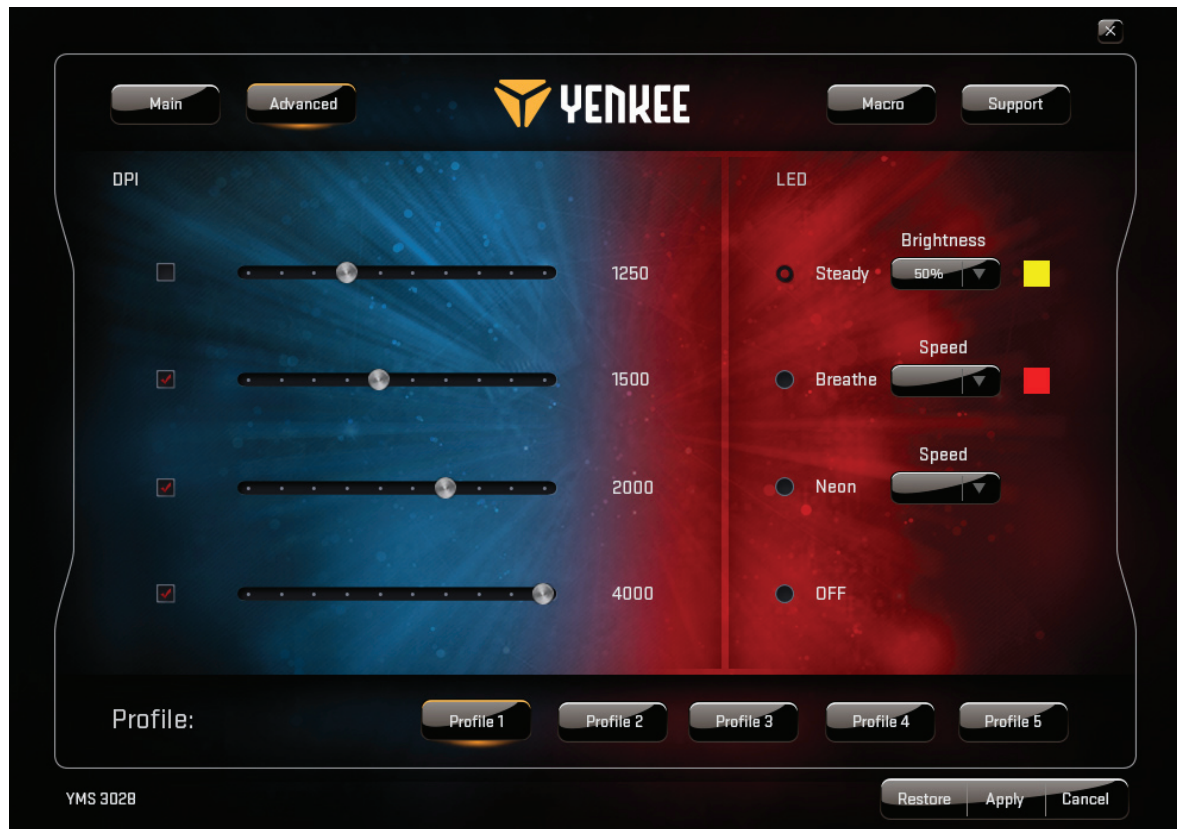 Main
Advanced
YENKEE
Macro
Support
DPI
LED
1250
Steady
Brightness
50%
1500
Breathe
Speed
2000
Neon
Speed
4000
OFF
Profile:
Profile 1
Profile 2
Profile 3
Profile 4
Profile 5
YMS 3028
Restore
Apply
Cancel